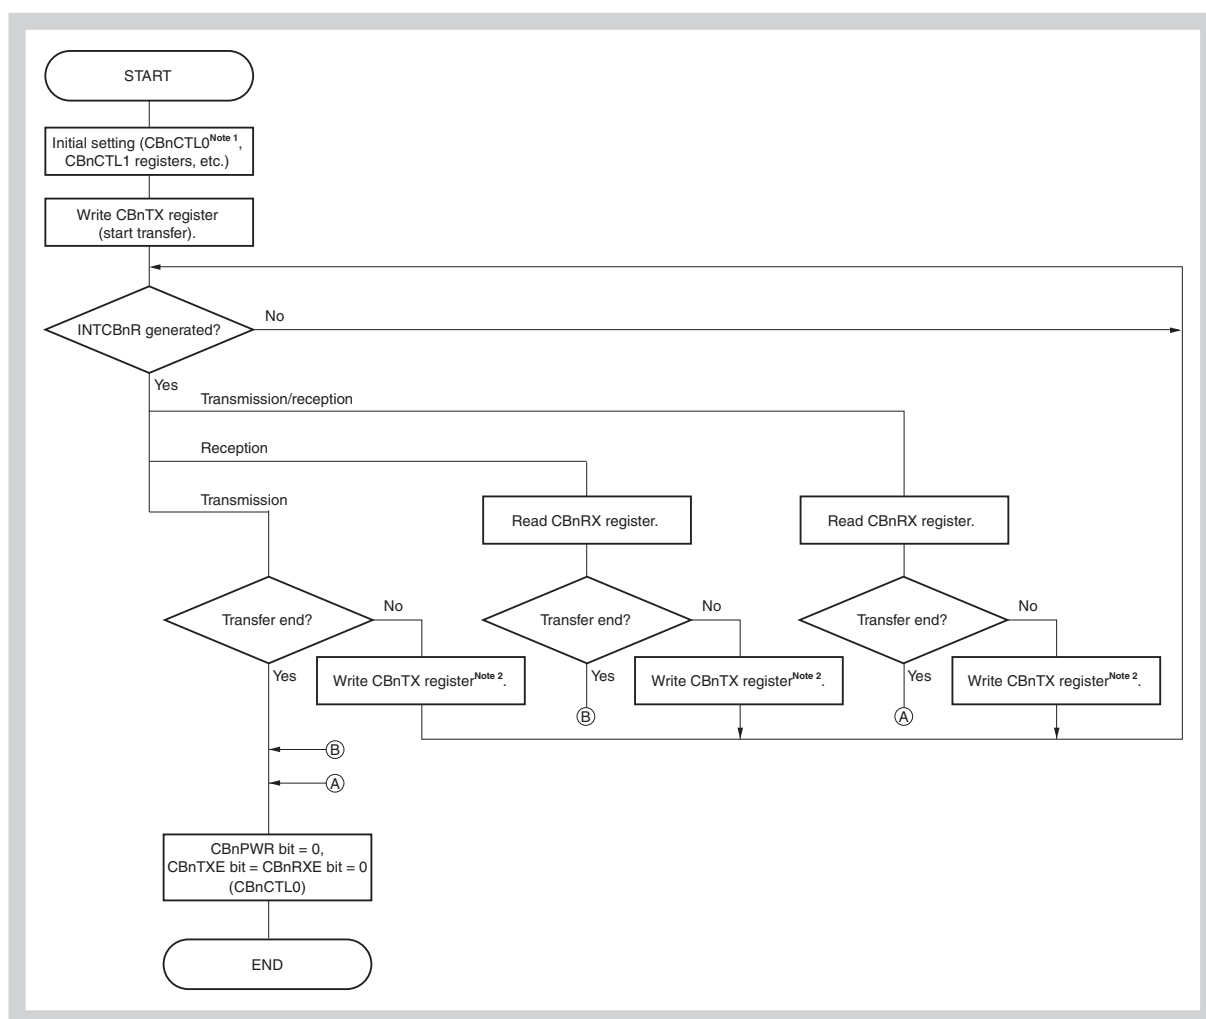 START
Initial setting (CBnCTL0Note 1,
CBnCTL1 registers, etc.)
Write CBnTX register
(start transfer).
INTCBnR generated?
No
Yes
Transmission/reception
Reception
Transmission
Read CBnRX register.
Read CBnRX register.
Transfer end?
No
Transfer end?
No
Transfer end?
No
Yes
Write CBnTX registerNote 2.
Yes
Write CBnTX registerNote 2.
Yes
Write CBnTX registerNote 2.
B
A
B
A
CBnPWR bit = 0,
CBnTXE bit = CBnRXE bit = 0
(CBnCTL0)
END